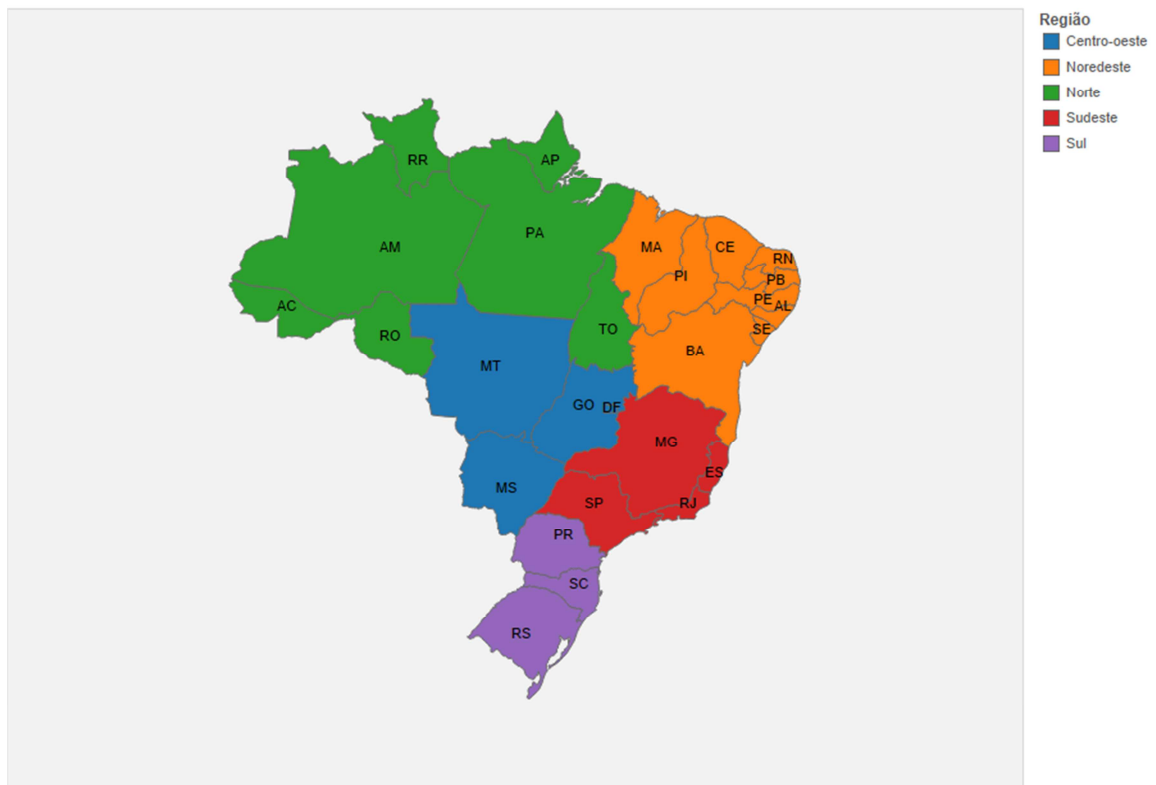 Região
Centro-oeste
Noredeste
Norte
Sudeste
Sul
RR
AP
PA
AM
MA
CE
RN
PI
PB
PE
AL
AC
SE
TO
RO
BA
MT
GO
DF
MG
ES
MS
SP
RJ
PR
SC
RS